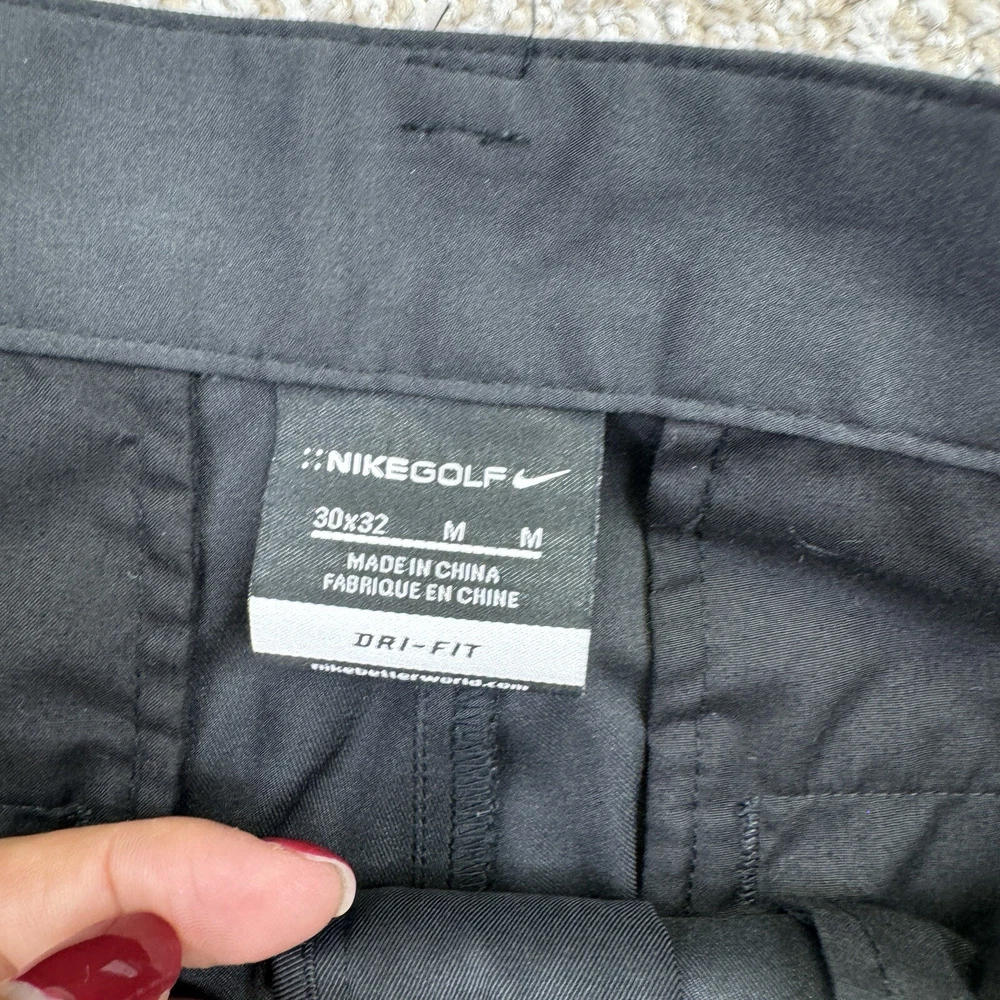 NIKEGOLF
30x32 M M
MADE IN CHINA
FABRIQUE EN CHINE
DRI-FIT
nikebetterworld.com